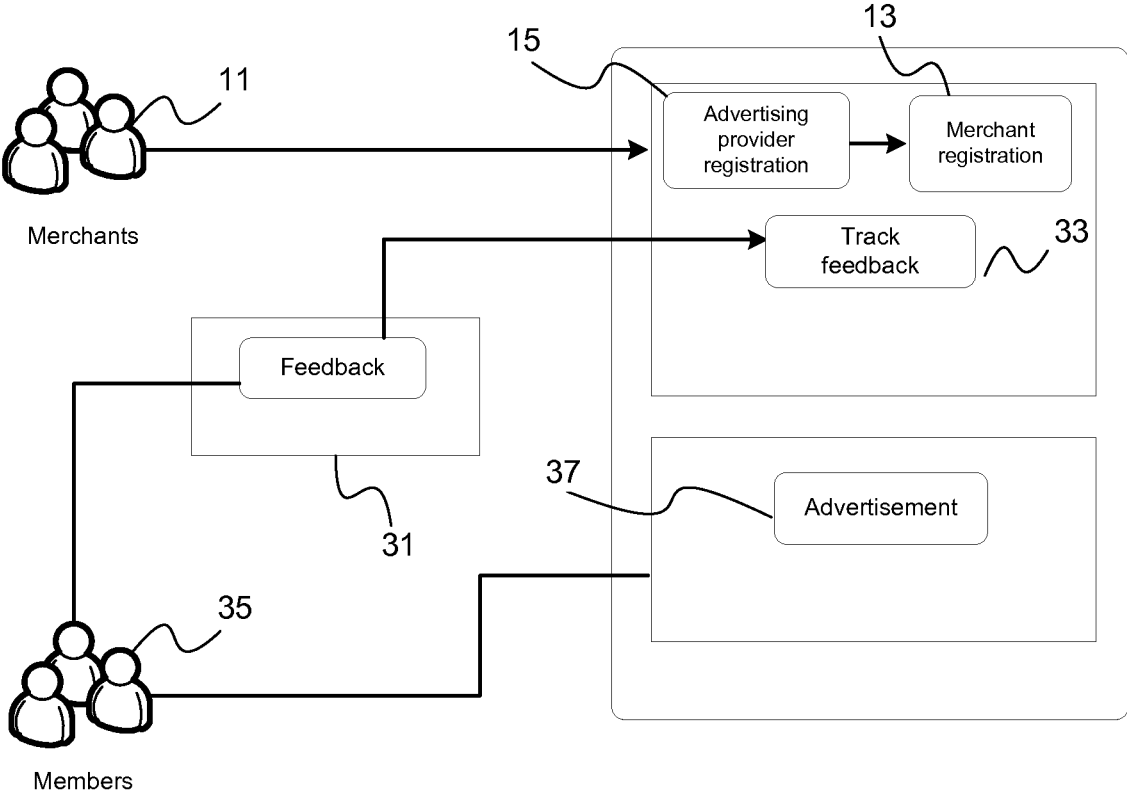 13
15
11
Advertising
provider
registration
Merchant
registration
Merchants
Track
feedback
33
Feedback
37
Advertisement
31
35
Members